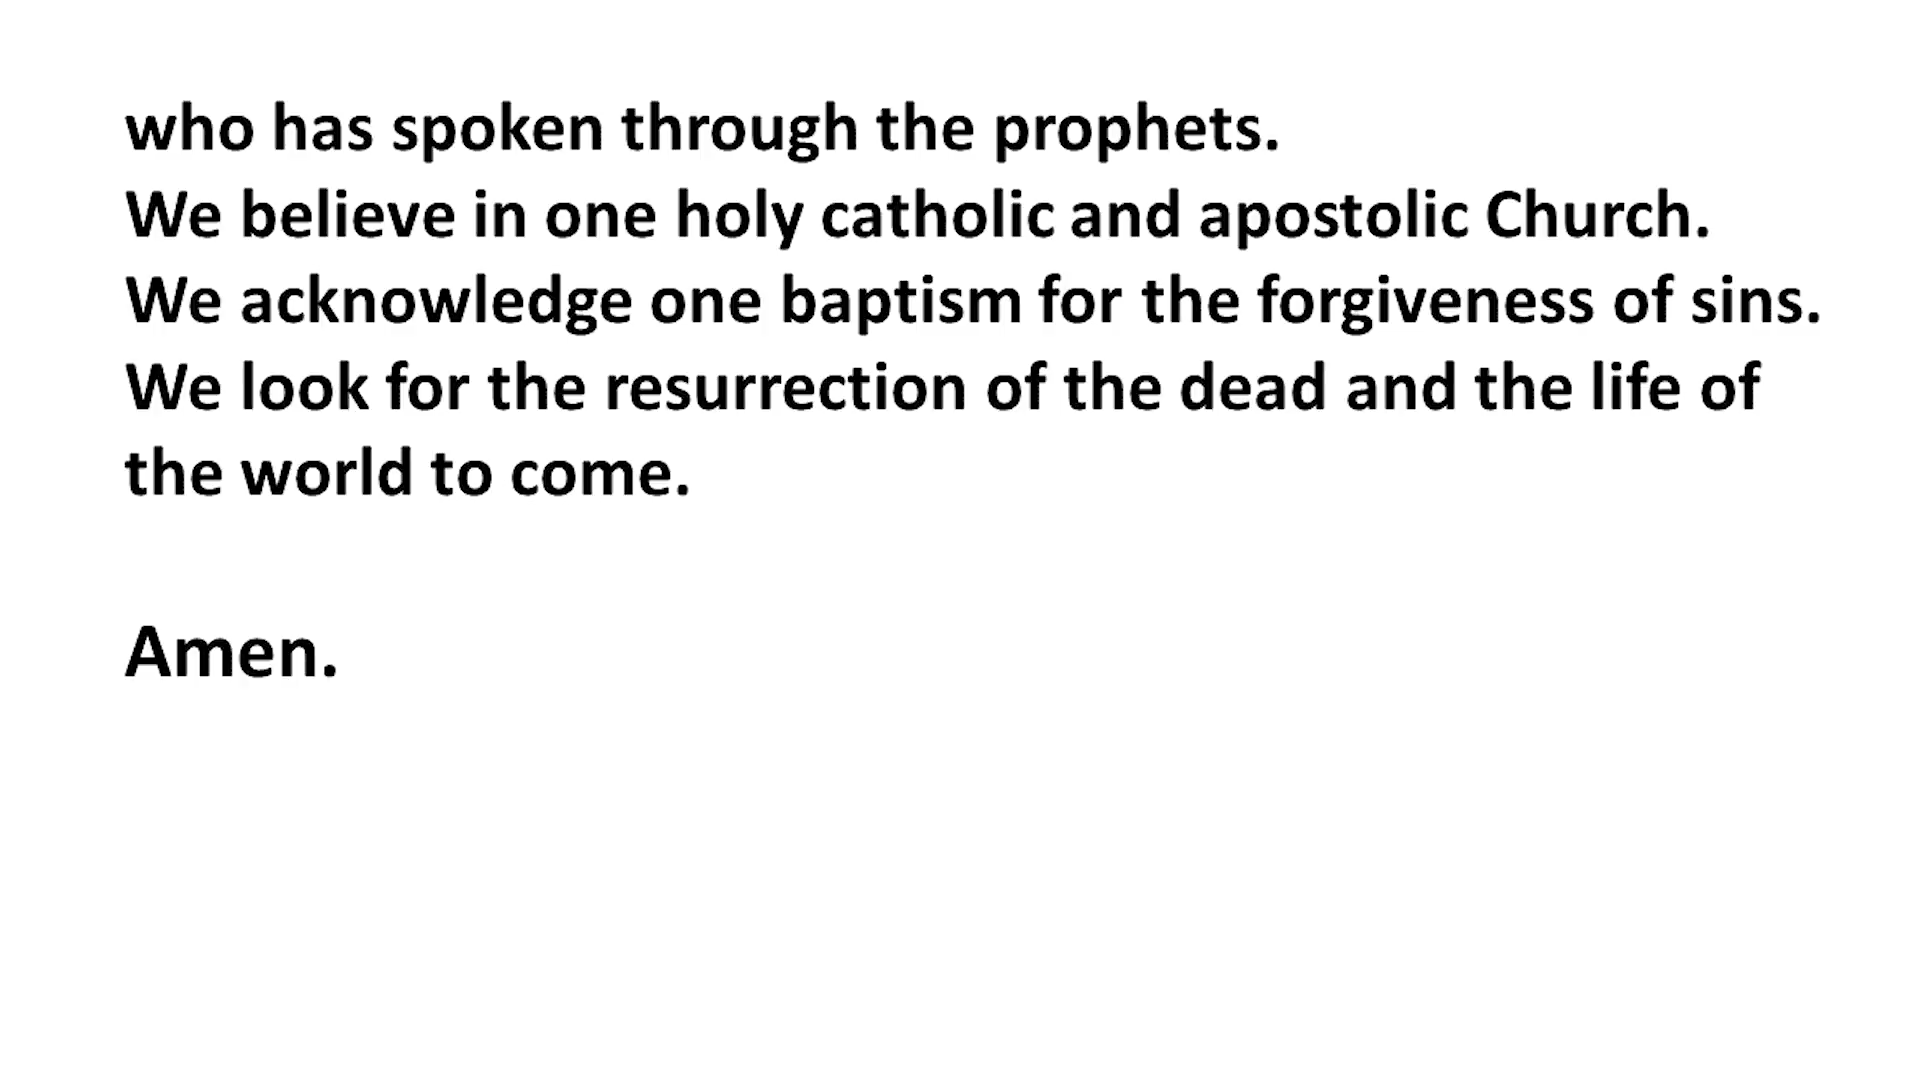 who has spoken through the prophets.
We believe in one holy catholic and apostolic Church.
We acknowledge one baptism for the forgiveness of sins.
We look for the resurrection of the dead and the life of
the world to come.
Amen.